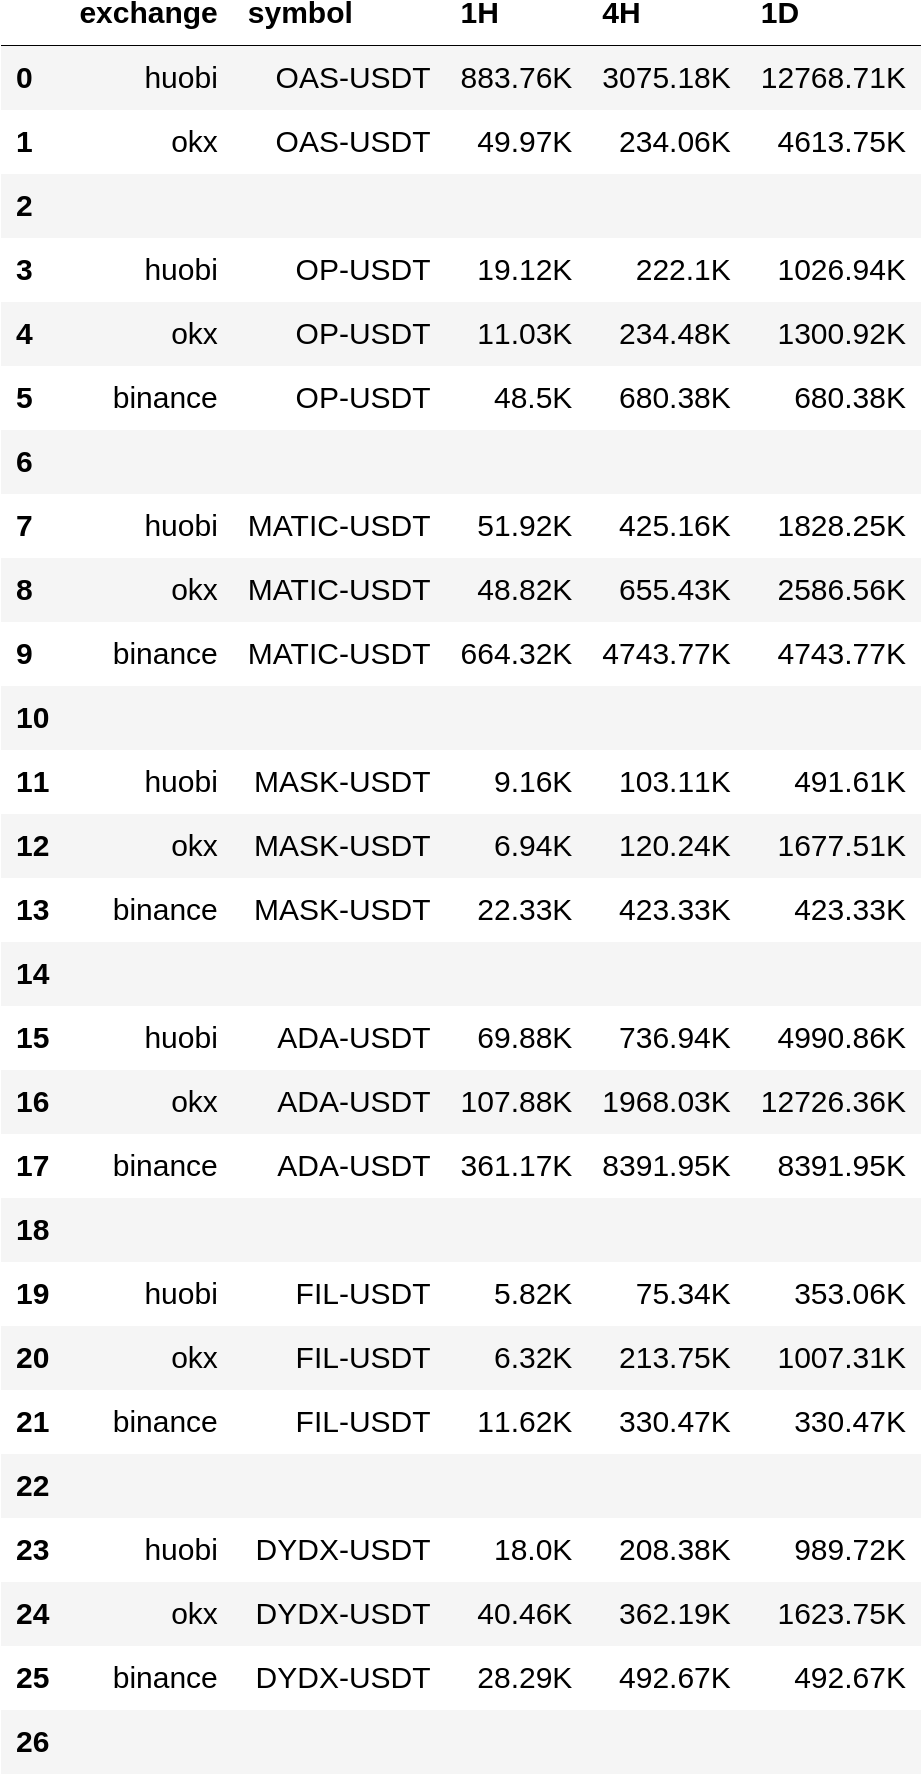 exchange symbol 1H 4H 1D
0 huobi OAS-USDT 883.76K 3075.18K 12768.71K
1 okx OAS-USDT 49.97K 234.06K 4613.75K
2
3 huobi OP-USDT 19.12K 222.1K 1026.94K
4 okx OP-USDT 11.03K 234.48K 1300.92K
5 binance OP-USDT 48.5K 680.38K 680.38K
6
7 huobi MATIC-USDT 51.92K 425.16K 1828.25K
8 okx MATIC-USDT 48.82K 655.43K 2586.56K
9 binance MATIC-USDT 664.32K 4743.77K 4743.77K
10
11 huobi MASK-USDT 9.16K 103.11K 491.61K
12 okx MASK-USDT 6.94K 120.24K 1677.51K
13 binance MASK-USDT 22.33K 423.33K 423.33K
14
15 huobi ADA-USDT 69.88K 736.94K 4990.86K
16 okx ADA-USDT 107.88K 1968.03K 12726.36K
17 binance ADA-USDT 361.17K 8391.95K 8391.95K
18
19 huobi FIL-USDT 5.82K 75.34K 353.06K
20 okx FIL-USDT 6.32K 213.75K 1007.31K
21 binance FIL-USDT 11.62K 330.47K 330.47K
22
23 huobi DYDX-USDT 18.0K 208.38K 989.72K
24 okx DYDX-USDT 40.46K 362.19K 1623.75K
25 binance DYDX-USDT 28.29K 492.67K 492.67K
26